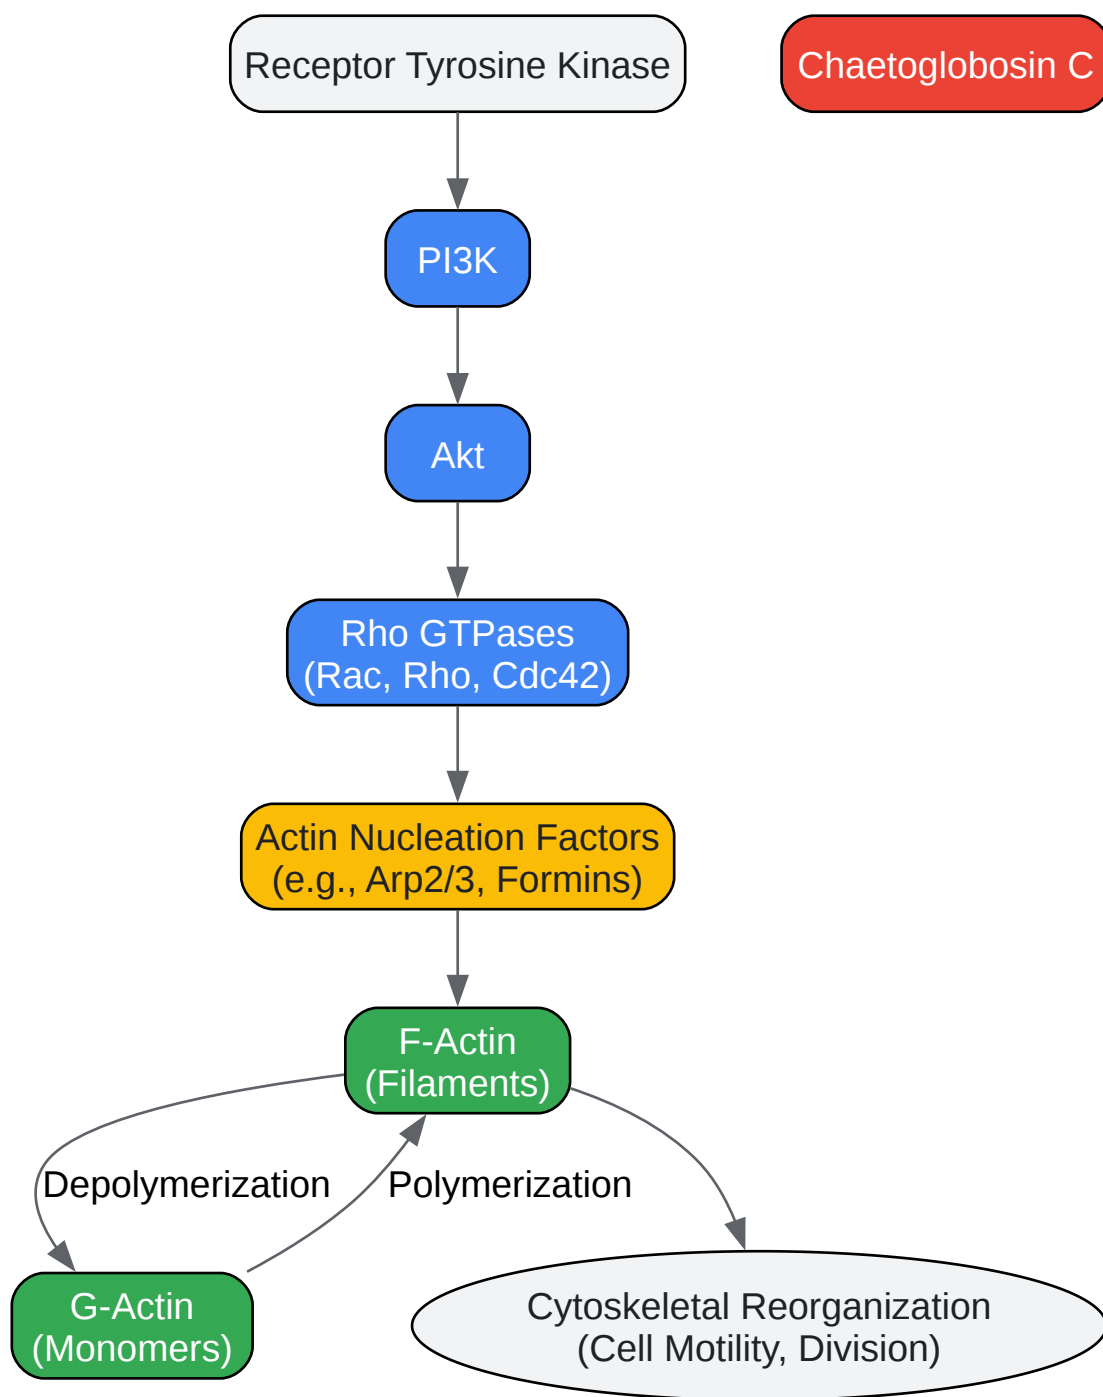 Receptor Tyrosine Kinase
Chaetoglobosin C
PI3K
Akt
Rho GTPases
(Rac, Rho, Cdc42)
Actin Nucleation Factors
(e.g., Arp2/3, Formins)
F-Actin
(Filaments)
Depolymerization
Polymerization
G-Actin
(Monomers)
Cytoskeletal Reorganization
(Cell Motility, Division)